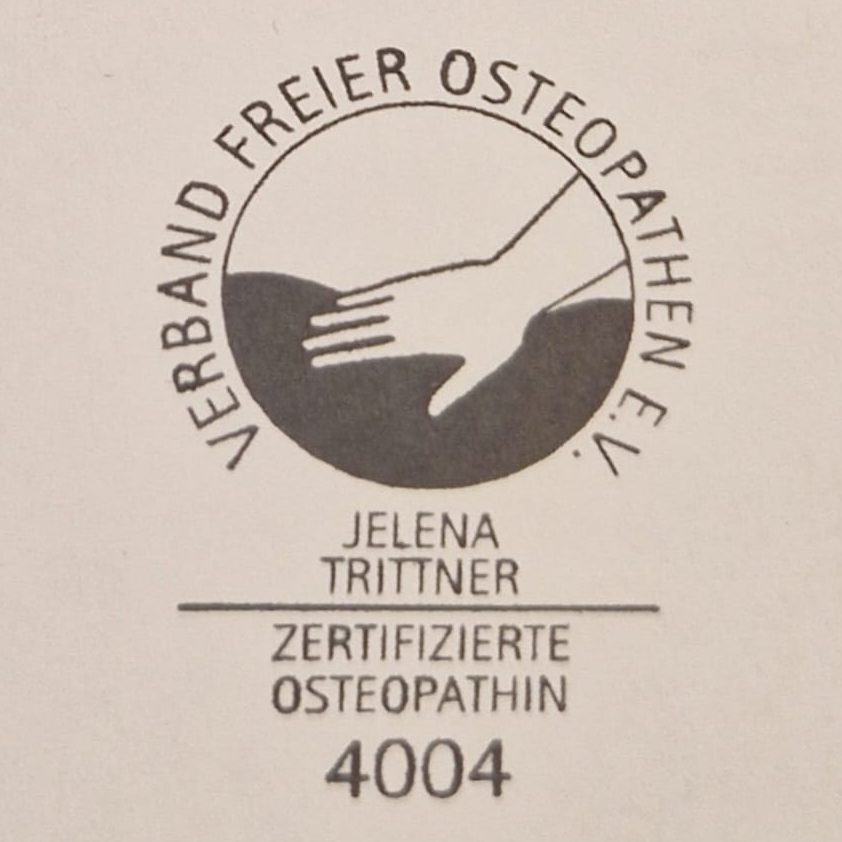 VERBAND FREIER OSTEOPATHEN E.V.
JELENA
TRITTNER
ZERTIFIZIERTE
OSTEOPATHIN
4004